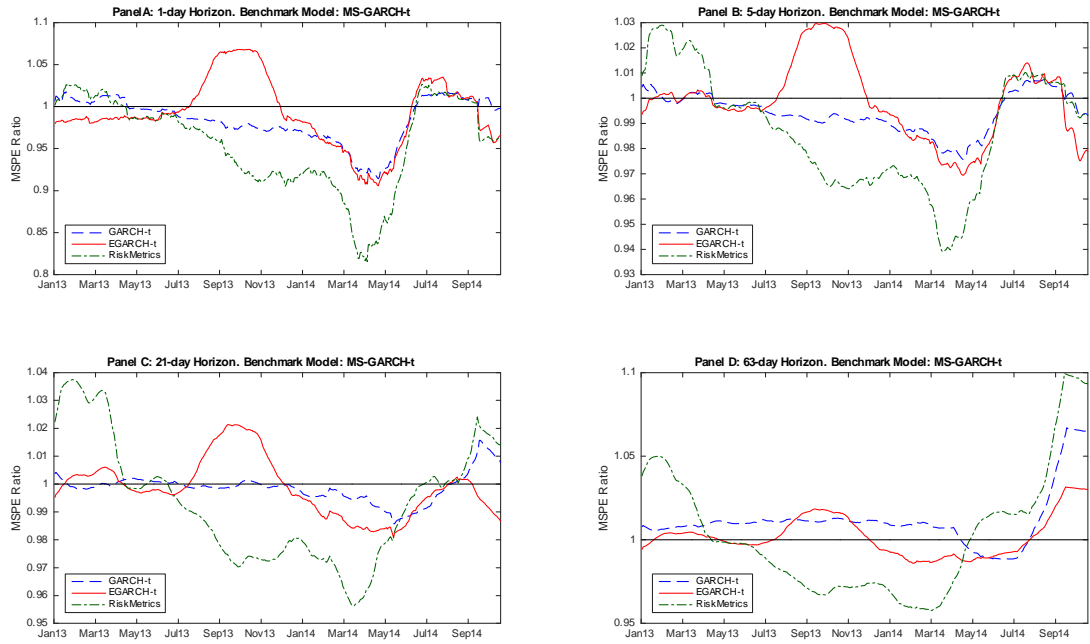 PanelA: 1-day Horizon. Benchmark Model: MS-GARCH-t
MSPE Ratio
1.1
1.05
1
0.95
0.9
0.85
0.8
GARCH-t
EGARCH-t
RiskMetrics
Jan13 Mar13 May13 Jul13 Sep13 Nov13 Jan14 Mar14 May14 Jul14 Sep14
Panel B: 5-day Horizon. Benchmark Model: MS-GARCH-t
MSPE Ratio
1.03
1.02
1.01
1
0.99
0.98
0.97
0.96
0.95
0.94
0.93
GARCH-t
EGARCH-t
RiskMetrics
Jan13 Mar13 May13 Jul13 Sep13 Nov13 Jan14 Mar14 May14 Jul14 Sep14
Panel C: 21-day Horizon. Benchmark Model: MS-GARCH-t
MSPE Ratio
1.04
1.03
1.02
1.01
1
0.99
0.98
0.97
0.96
0.95
GARCH-t
EGARCH-t
RiskMetrics
Jan13 Mar13 May13 Jul13 Sep13 Nov13 Jan14 Mar14 May14 Jul14 Sep14
Panel D: 63-day Horizon. Benchmark Model: MS-GARCH-t
MSPE Ratio
1.1
1.05
1
0.95
GARCH-t
EGARCH-t
RiskMetrics
Jan13 Mar13 May13 Jul13 Sep13 Nov13 Jan14 Mar14 May14 Jul14 Sep14